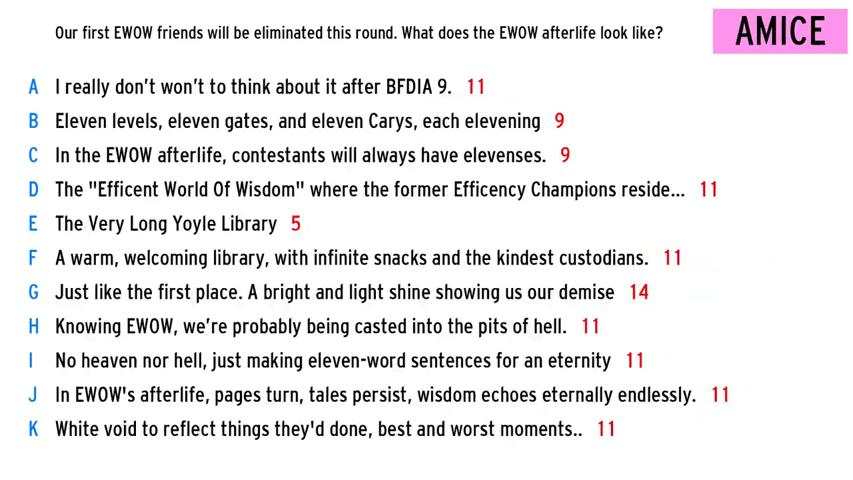 Our first EWOW friends will be eliminated this round. What does the EWOW afterlife look like?
AMICE
A I really don't won't to think about it after BFDIA 9. 11
B Eleven levels, eleven gates, and eleven Carys, each elevening 9
C In the EWOW afterlife, contestants will always have elevenses. 9
D The "Efficent World Of Wisdom" where the former Efficency Champions reside... 11
E The Very Long Yoyle Library 5
F A warm, welcoming library, with infinite snacks and the kindest custodians. 11
G Just like the first place. A bright and light shine showing us our demise 14
H Knowing EWOW, we're probably being casted into the pits of hell. 11
I No heaven nor hell, just making eleven-word sentences for an eternity 11
J In EWOW's afterlife, pages turn, tales persist, wisdom echoes eternally endlessly. 11
K White void to reflect things they'd done, best and worst moments.. 11